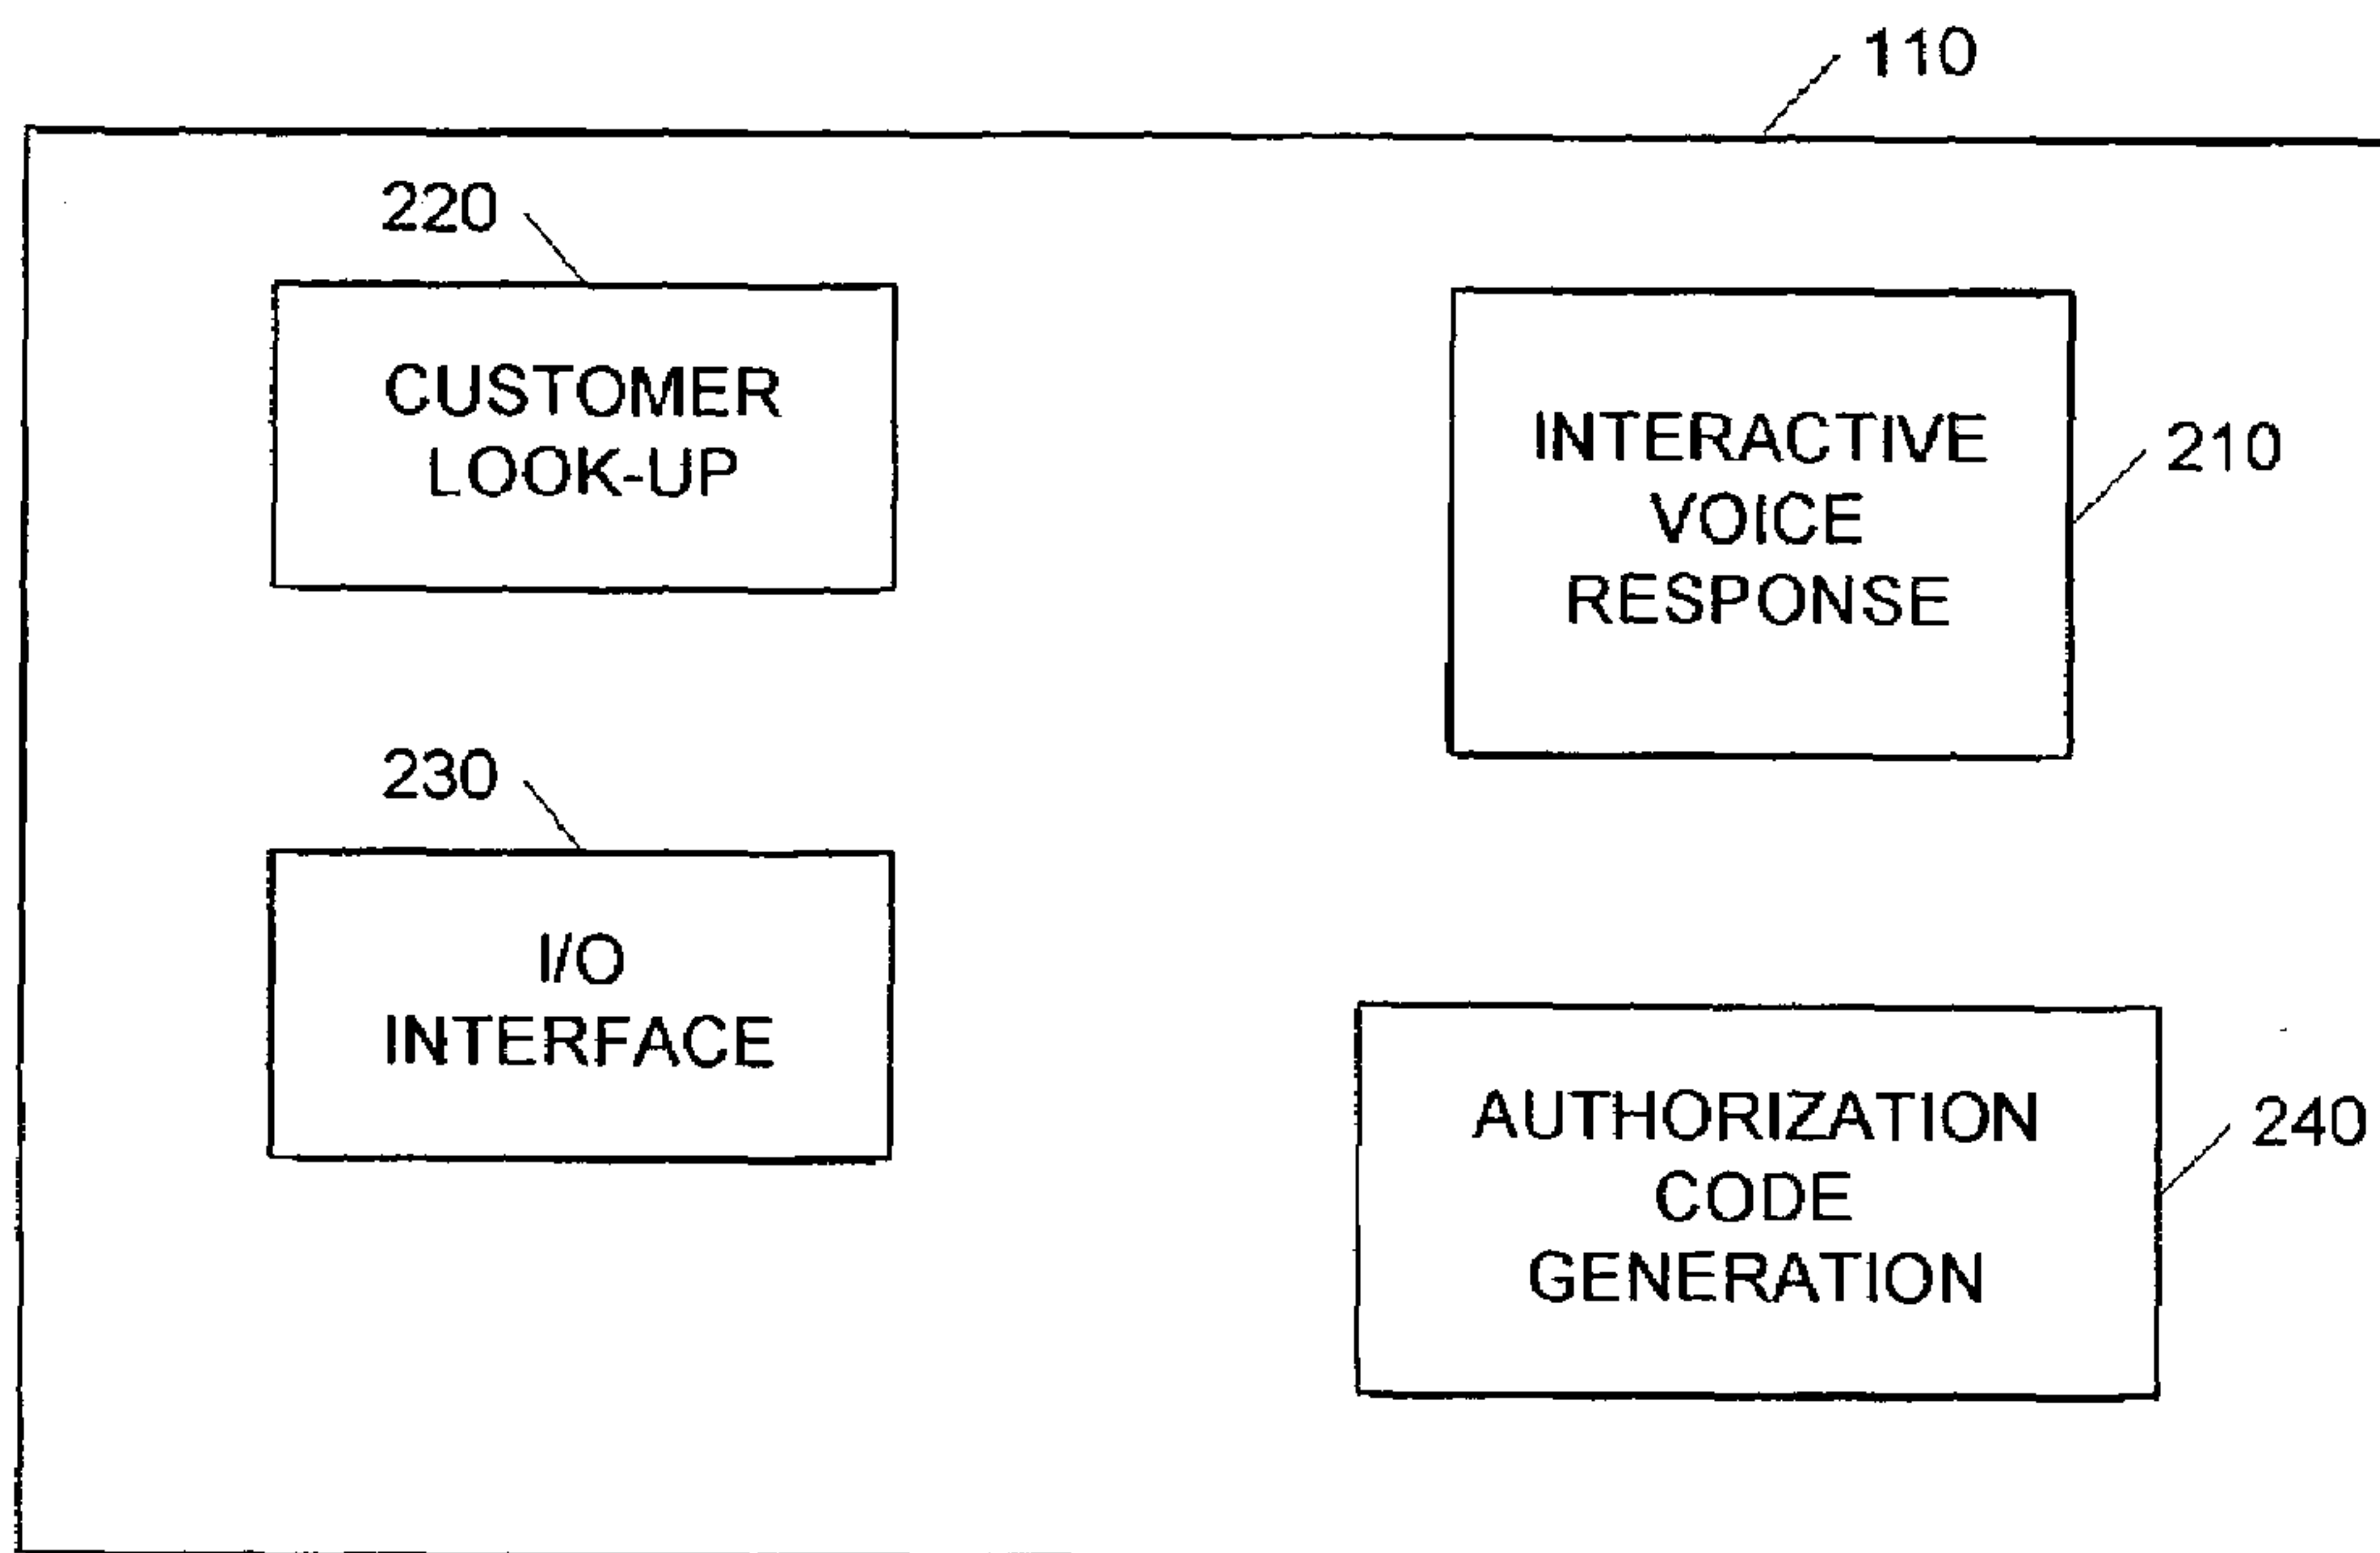 110
220
CUSTOMER
LOOK-UP
INTERACTIVE
VOICE
RESPONSE
210
230
I/O
INTERFACE
AUTHORIZATION
CODE
GENERATION
240